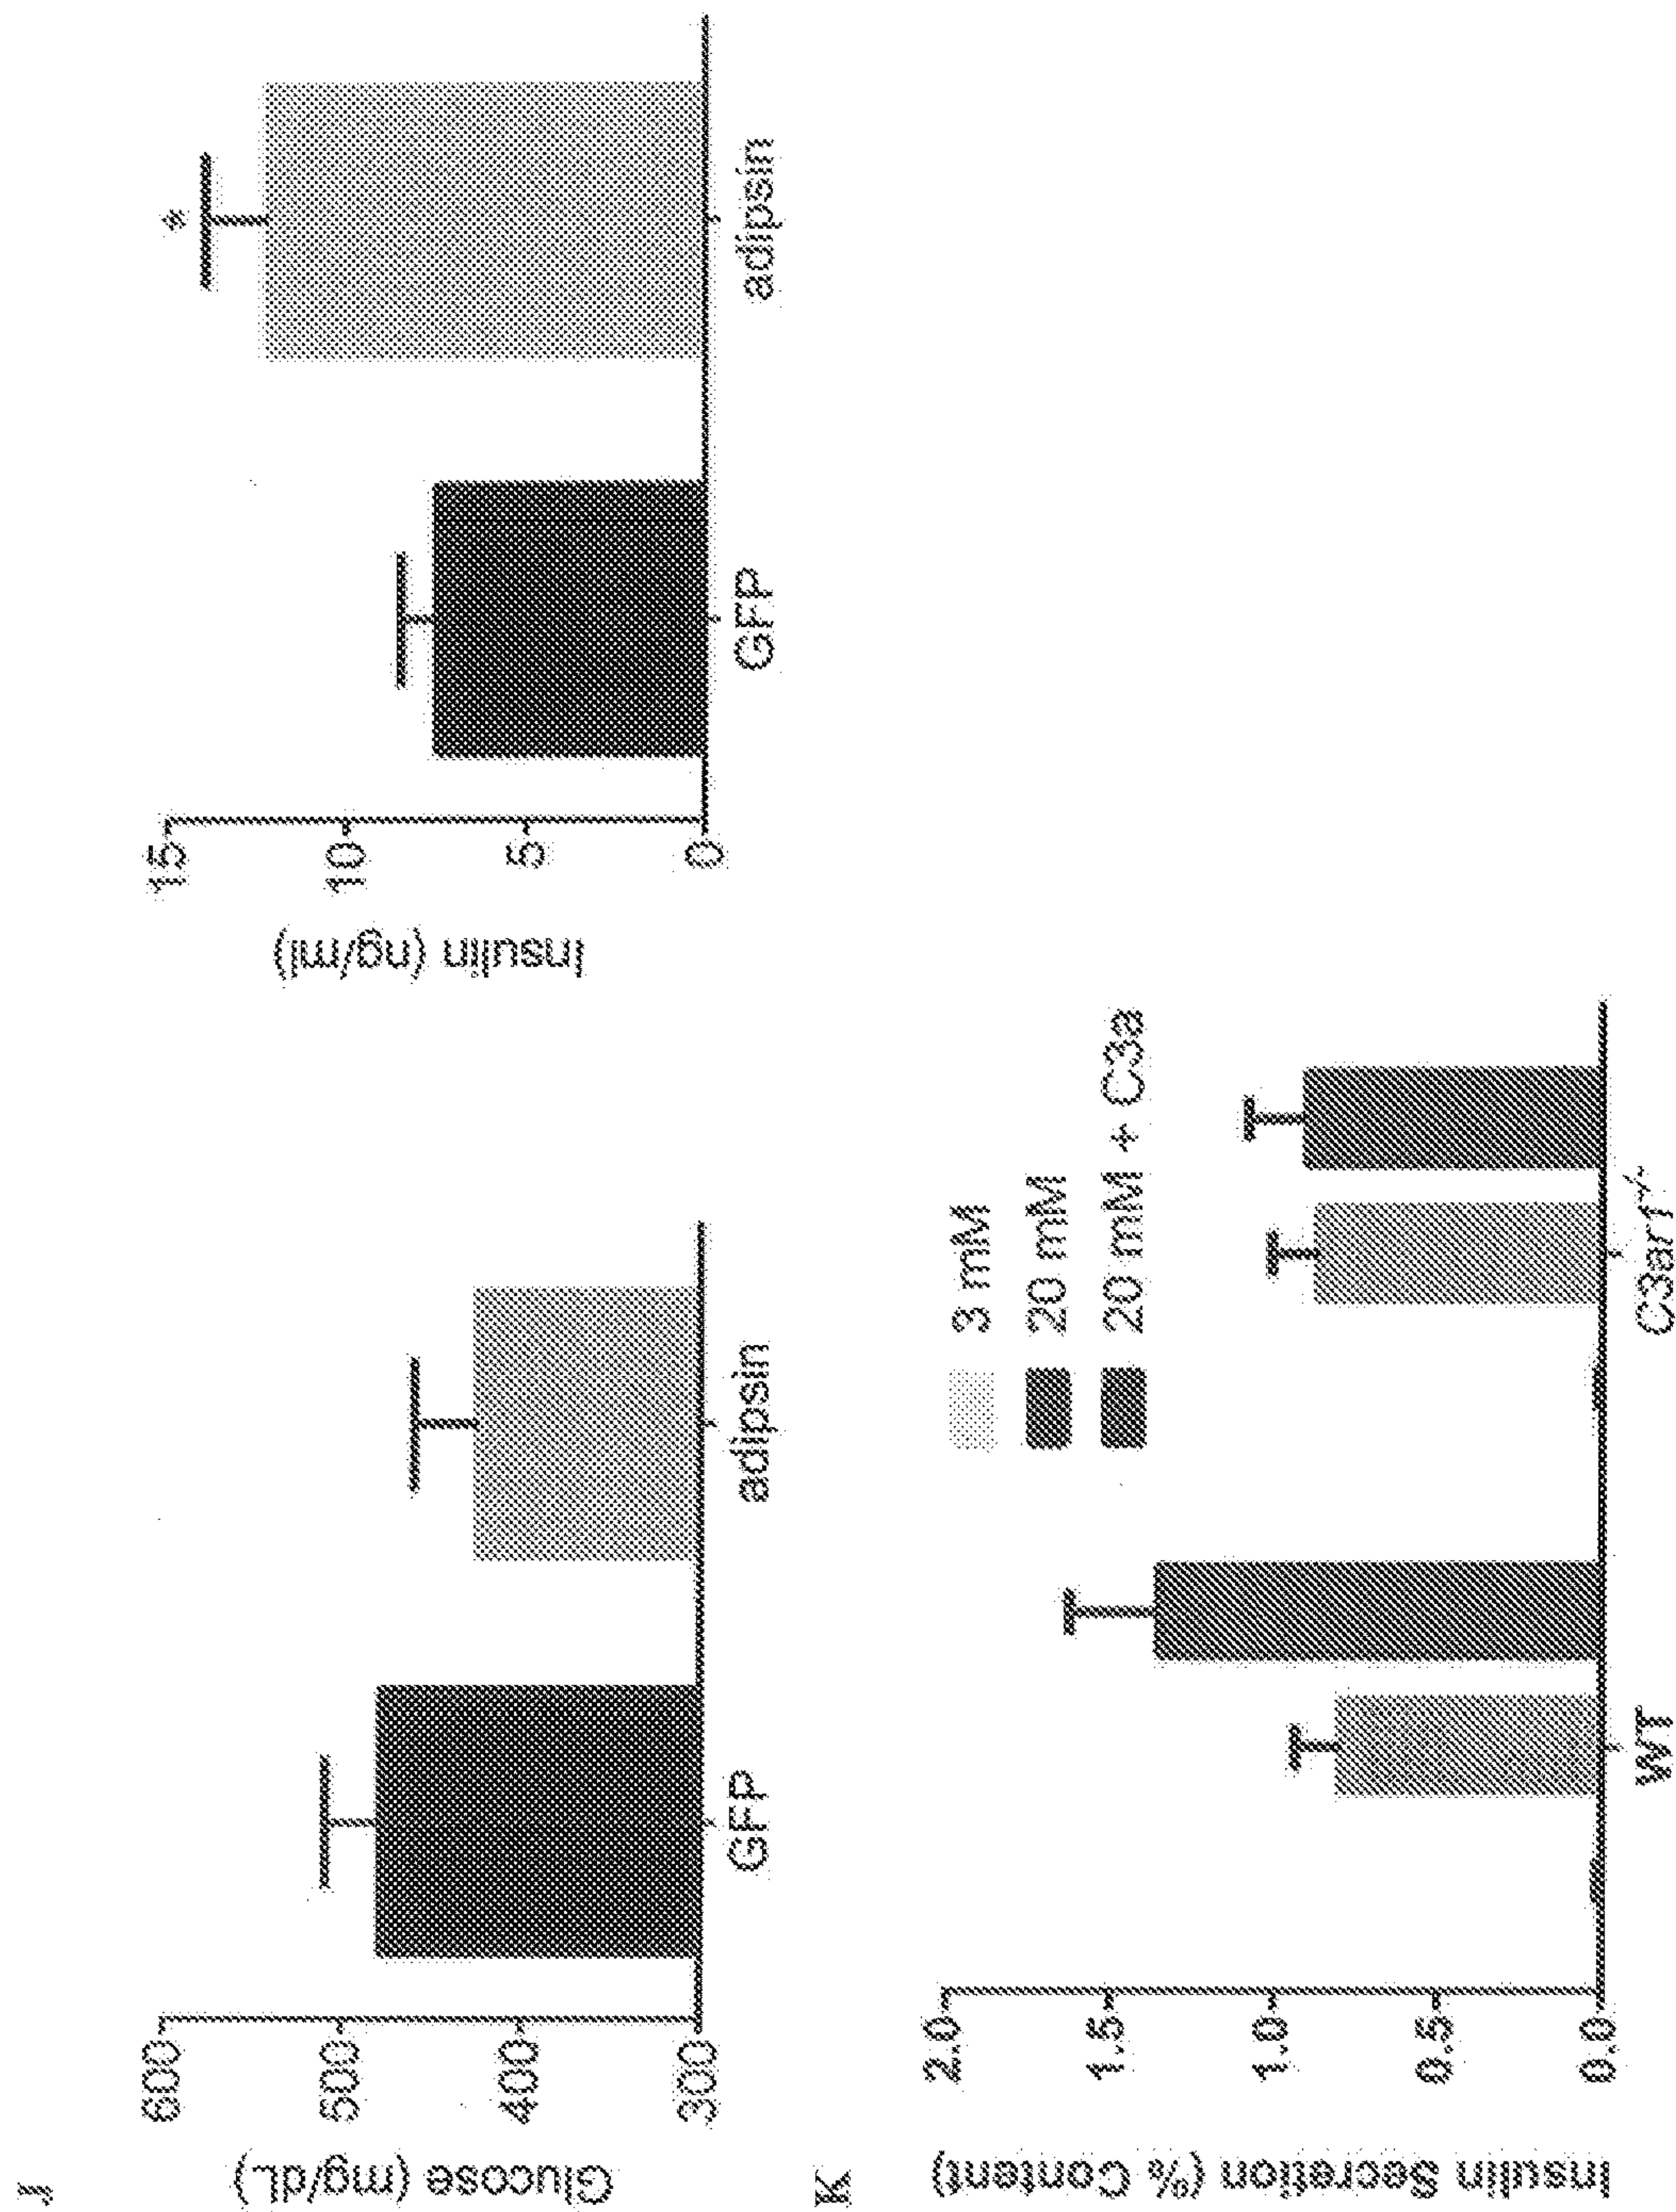 J
Glucose (mg/dL)
600
500
400
300
GFP
adipsin
Insulin (ng/ml)
15
10
5
0
*
GFP
adipsin
K
Insulin Secretion (% Content)
2.0
1.5
1.0
0.5
0.0
3 mM
20 mM
20 mM + C3a
WT
C3ar1-/-